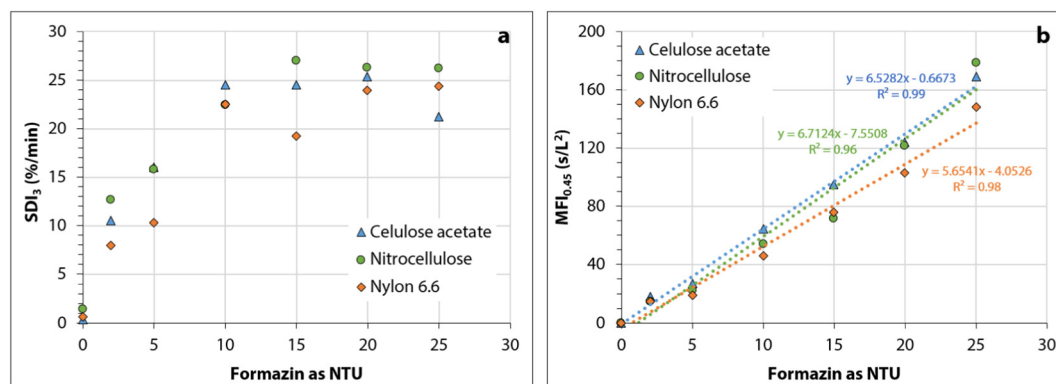 a
30
25
20
15
10
5
0
SDI3 (%/min)
Celulose acetate
Nitrocellulose
Nylon 6.6
0 5 10 15 20 25 30
Formazin as NTU
b
200
160
120
80
40
0
MFI0.45 (s/L²)
Celulose acetate
Nitrocellulose
Nylon 6.6
y = 6.5282x - 0.6673
R² = 0.99
y = 6.7124x - 7.5508
R² = 0.96
y = 5.6541x - 4.0526
R² = 0.98
0 5 10 15 20 25 30
Formazin as NTU